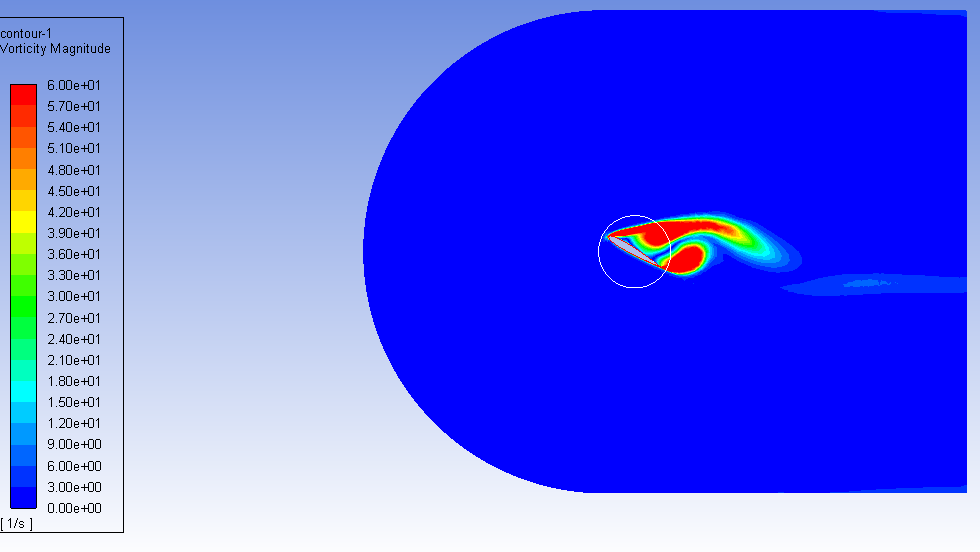 contour-1
Vorticity Magnitude
6.00e+01
5.70e+01
5.40e+01
5.10e+01
4.80e+01
4.50e+01
4.20e+01
3.90e+01
3.60e+01
3.30e+01
3.00e+01
2.70e+01
2.40e+01
2.10e+01
1.80e+01
1.50e+01
1.20e+01
9.00e+00
6.00e+00
3.00e+00
0.00e+00
[ 1/s ]